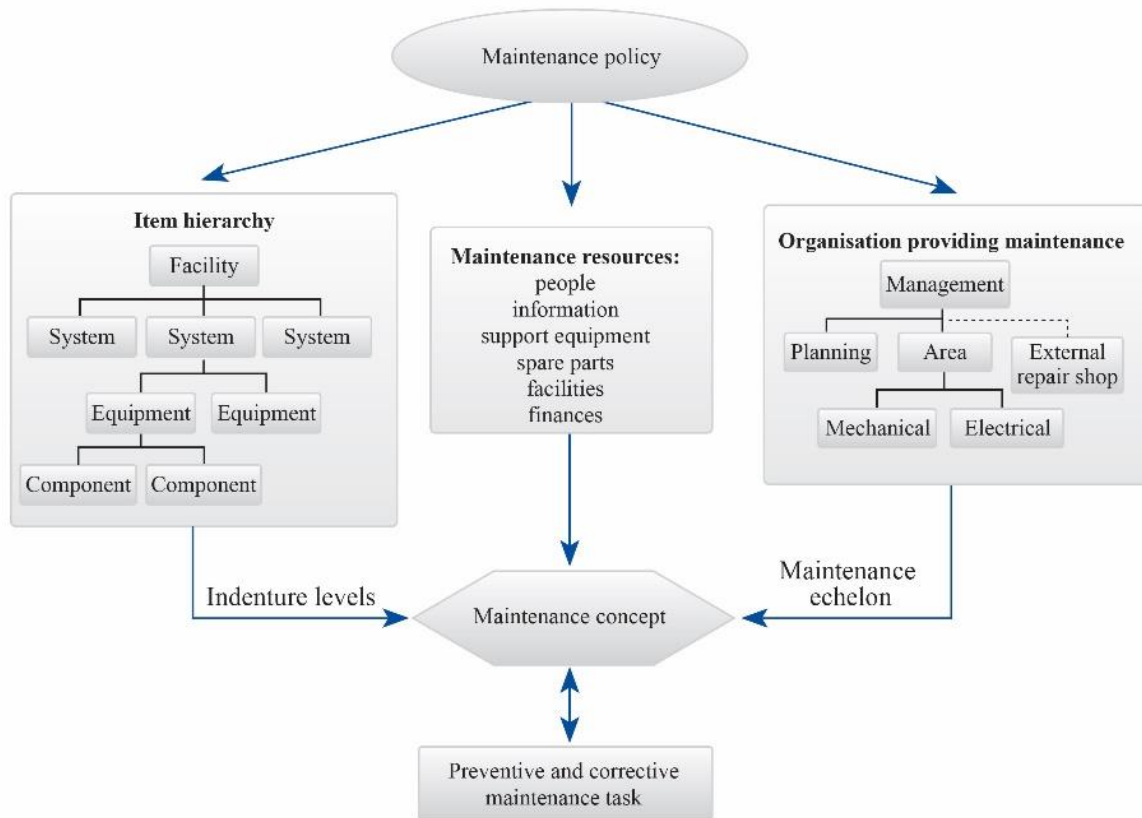 Maintenance policy
Item hierarchy
Facility
System
System
System
Equipment
Equipment
Component
Component
Maintenance resources:
people
information
support equipment
spare parts
facilities
finances
Organisation providing maintenance
Management
Planning
Area
External
repair shop
Mechanical
Electrical
Indenture levels
Maintenance concept
Maintenance
echelon
Preventive and corrective
maintenance task